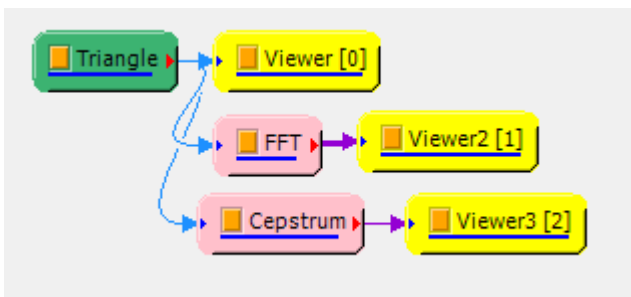 Triangle
Viewer [0]
FFT
Viewer2 [1]
Cepstrum
Viewer3 [2]